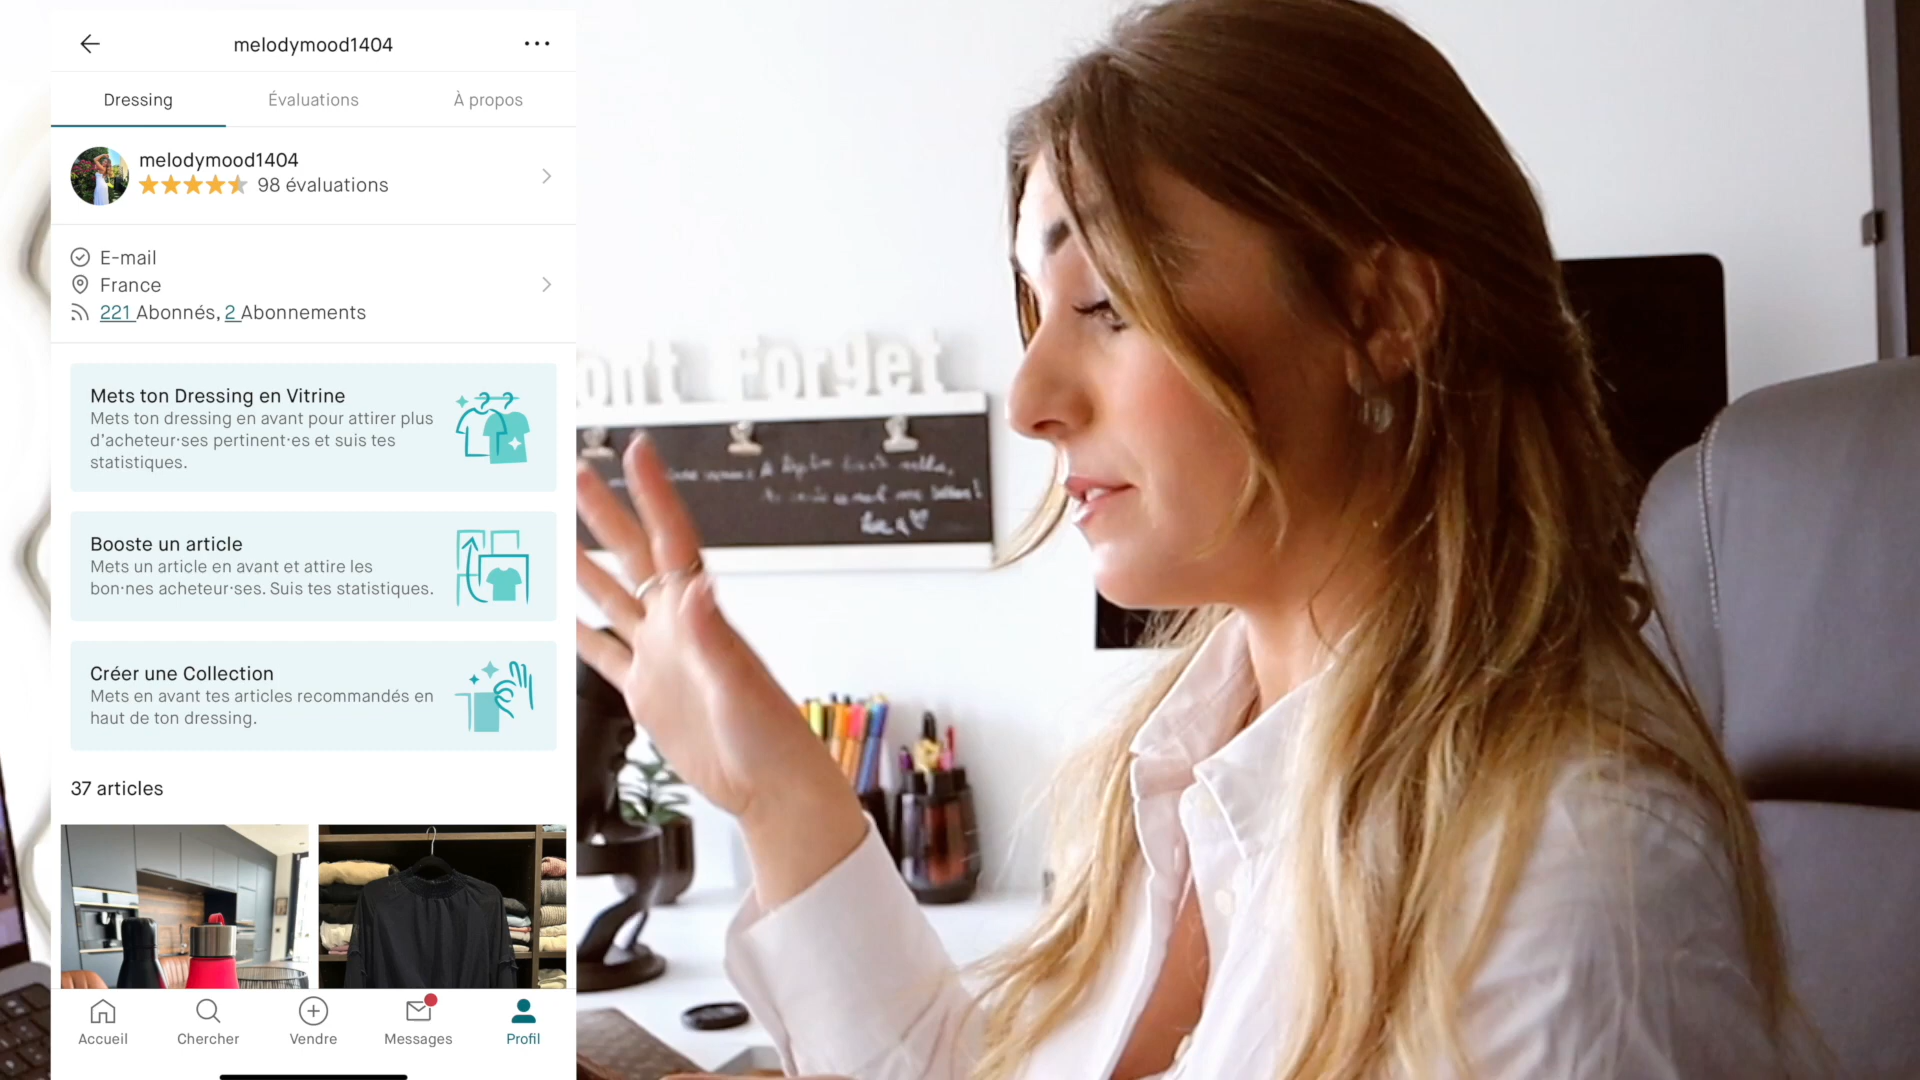 melodymood1404
Dressing
Évaluations
À propos
melodymood1404
98 évaluations
E-mail
France
221 Abonnés, 2 Abonnements
Mets ton Dressing en Vitrine
Mets ton dressing en avant pour attirer plus
d'acheteur·ses pertinent·es et suis tes
statistiques.
Booste un article
Mets un article en avant et attire les
bon·nes acheteur·ses. Suis tes statistiques.
Créer une Collection
Mets en avant tes articles recommandés en
haut de ton dressing.
37 articles
Accueil
Chercher
Vendre
Messages
Profil
ont Forget